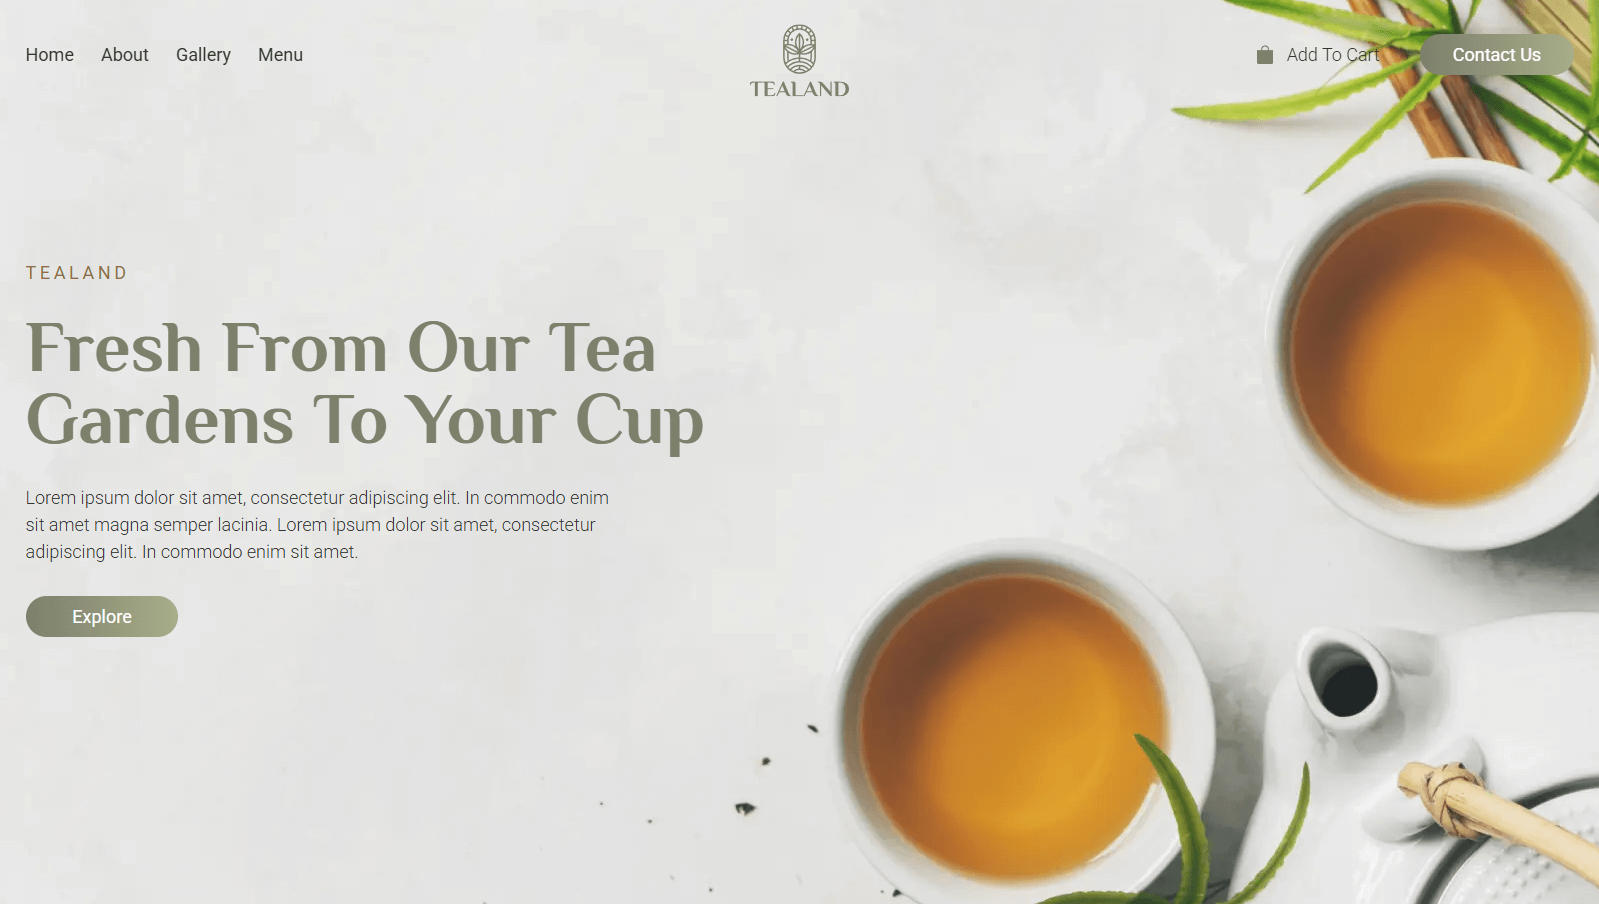 Home About Gallery Menu
TEALAND
Add To Cart
Contact Us
TEALAND
Fresh From Our Tea
Gardens To Your Cup
Lorem ipsum dolor sit amet, consectetur adipiscing elit. In commodo enim
sit amet magna semper lacinia. Lorem ipsum dolor sit amet, consectetur
adipiscing elit. In commodo enim sit amet.
Explore